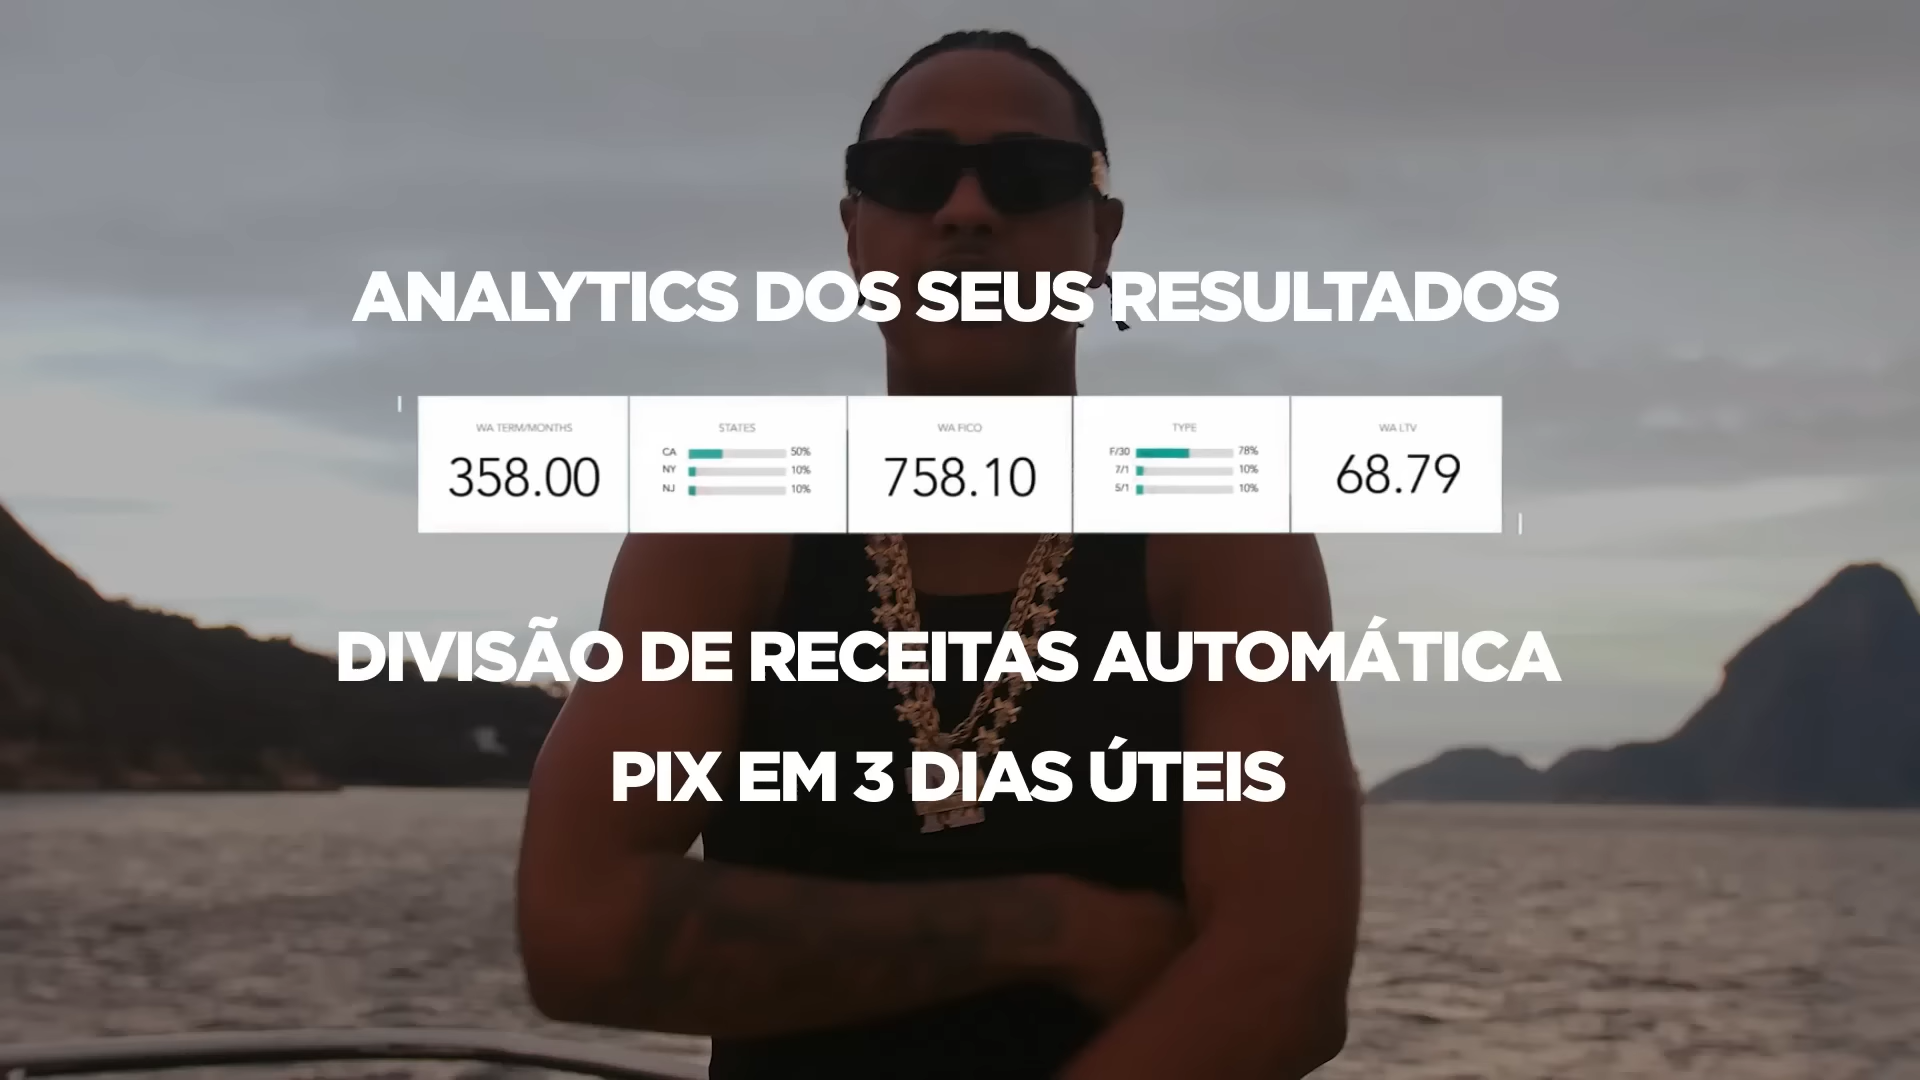 ANALYTICS DOS SEUS RESULTADOS
WA TERM/MONTHS
358.00
STATES
CA 50%
NY 10%
NJ 10%
WA FICO
758.10
TYPE
F/30 78%
7/1 10%
5/1 10%
WA LTV
68.79
DIVISÃO DE RECEITAS AUTOMÁTICA
PIX EM 3 DIAS ÚTEIS